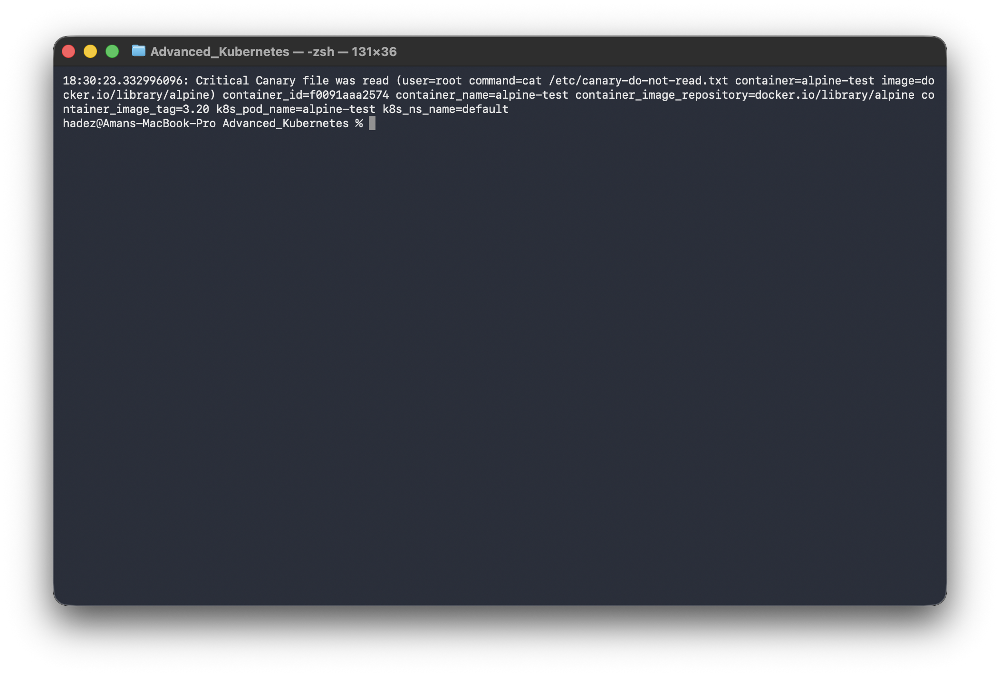 Advanced_Kubernetes — -zsh — 131×36
18:30:23.332996096: Critical Canary file was read (user=root command=cat /etc/canary-do-not-read.txt container=alpine-test image=do
cker.io/library/alpine) container_id=f0091aaa2574 container_name=alpine-test container_image_repository=docker.io/library/alpine co
ntainer_image_tag=3.20 k8s_pod_name=alpine-test k8s_ns_name=default
hadez@Amans-MacBook-Pro Advanced_Kubernetes %